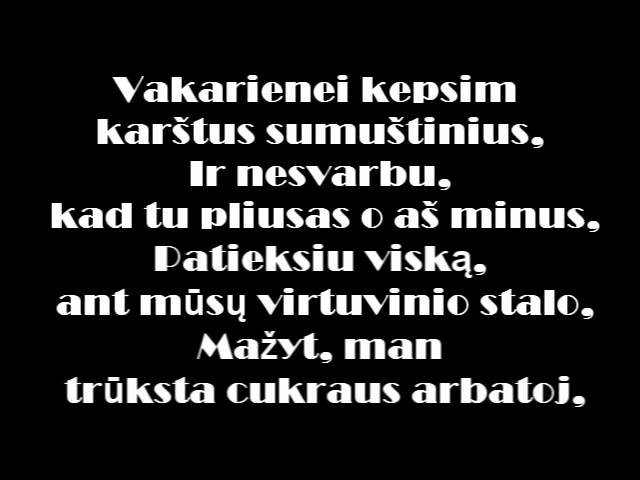 Vakarienei kepsim
karštus sumuštinius,
Ir nesvarbu,
kad tu pliusas o aš minus,
Patieksiu viską,
ant mūsų virtuvinio stalo,
Mažyt, man
trūksta cukraus arbatoj,